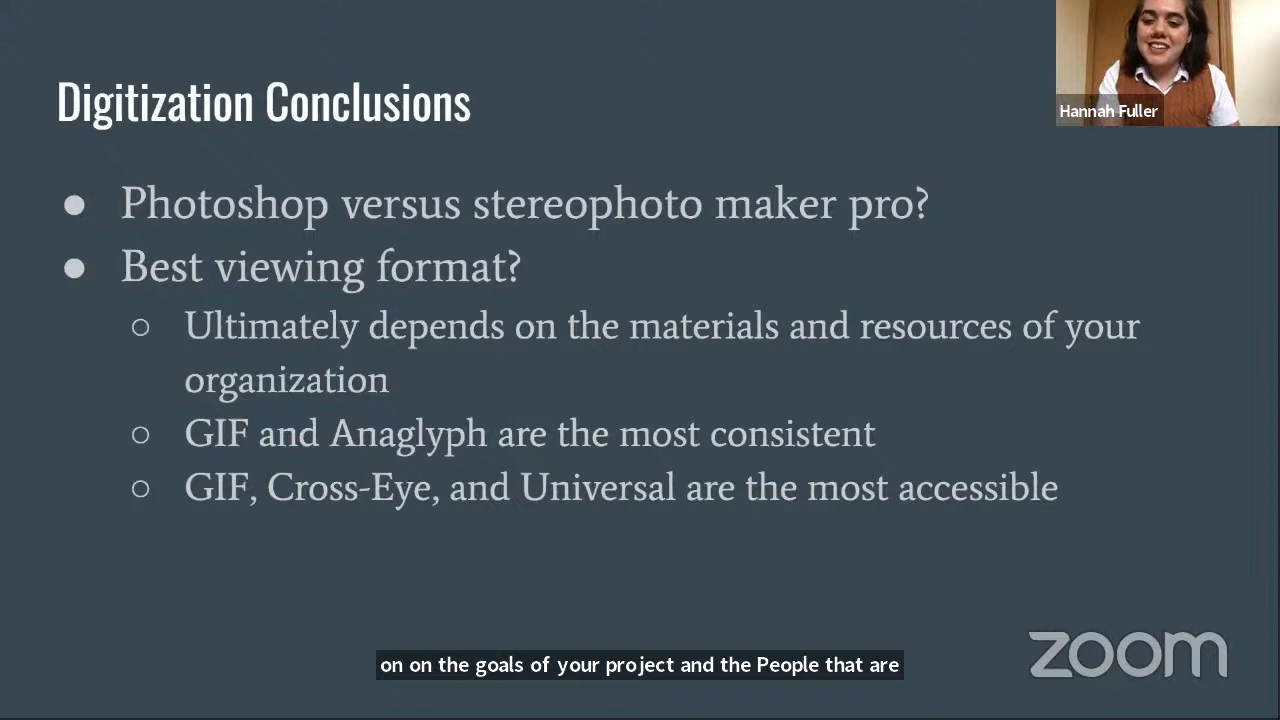 Digitization Conclusions
Hannah Fuller
● Photoshop versus stereophoto maker pro?
● Best viewing format?
○ Ultimately depends on the materials and resources of your
organization
○ GIF and Anaglyph are the most consistent
○ GIF, Cross-Eye, and Universal are the most accessible
on on the goals of your project and the People that are
zoom